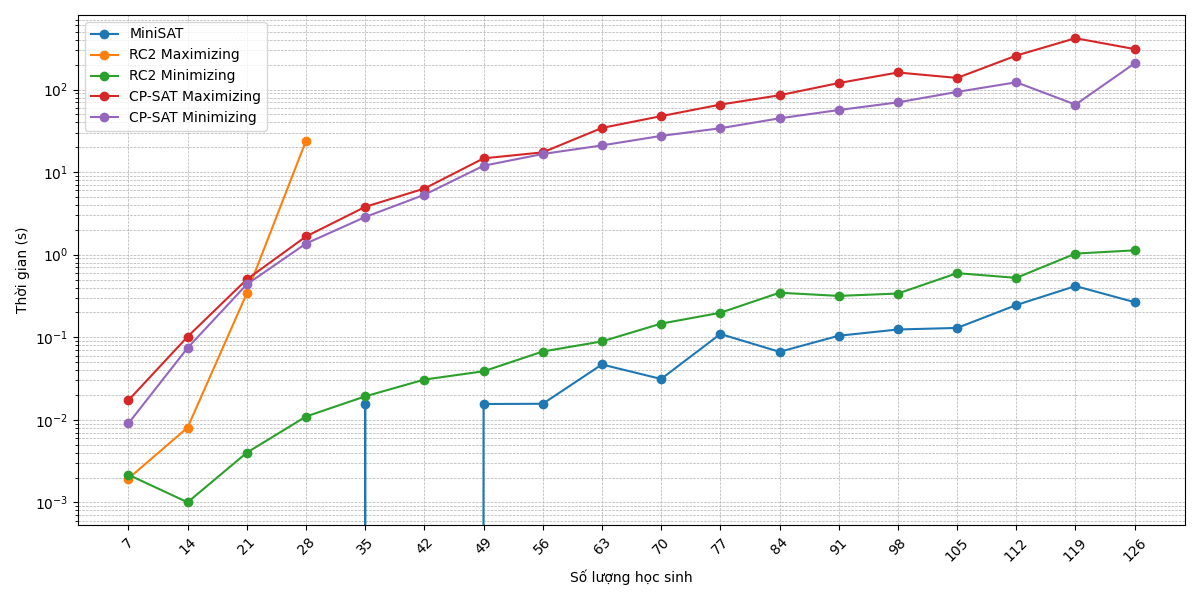 MiniSAT
RC2 Maximizing
RC2 Minimizing
CP-SAT Maximizing
CP-SAT Minimizing
Thời gian (s)
10²
10¹
10⁰
10⁻¹
10⁻²
10⁻³
7 14 21 28 35 42 49 56 63 70 77 84 91 98 105 112 119 126
Số lượng học sinh